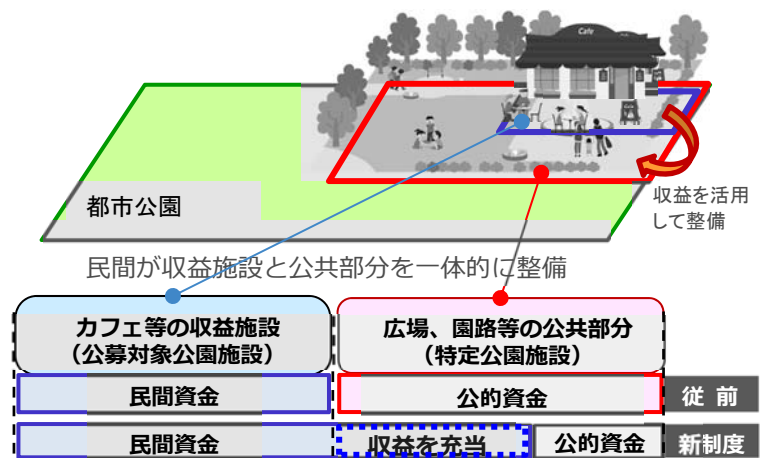 Cafe
都市公園
収益を活用
して整備
民間が収益施設と公共部分を一体的に整備
カフェ等の収益施設
（公募対象公園施設）
広場、園路等の公共部分
（特定公園施設）
民間資金
公的資金
従 前
民間資金
収益を充当
公的資金
新制度